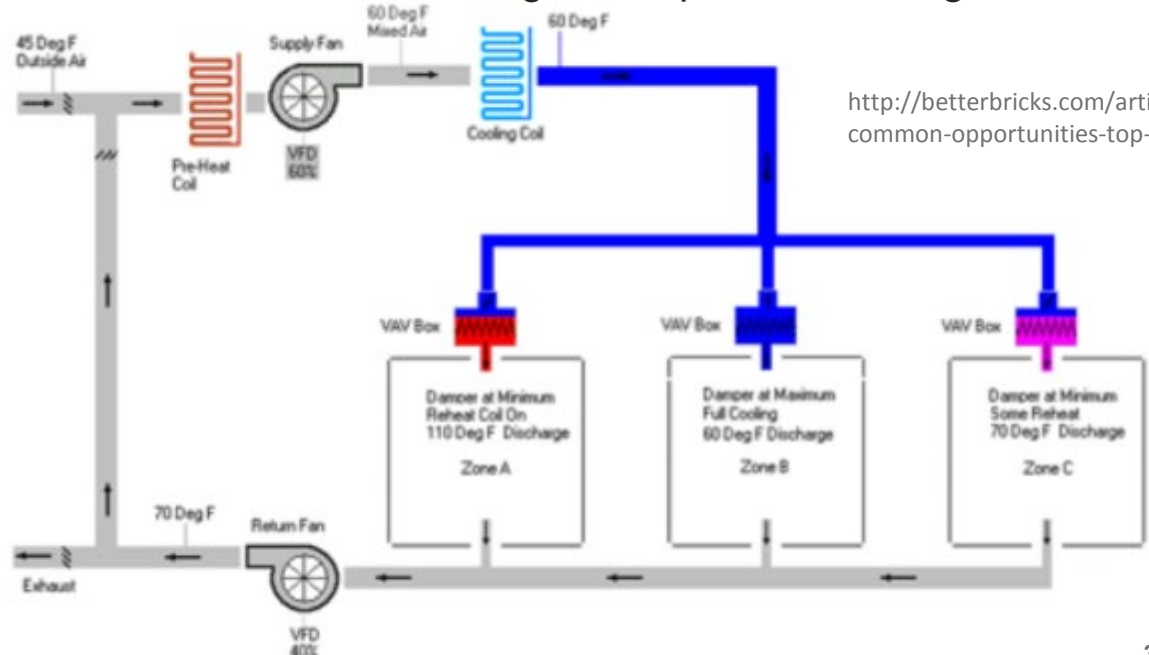 60 Deg F
Mixed Air
60 Deg F
45 Deg F
Outside Air
Supply Fan
http://betterbricks.com/arti
common-opportunities-top-
Cooling Coil
VFD
60%
Pre-Heat
Coil
VAV Box
VAV Box
VAV Box
Damper at Minimum
Reheat Coil On
110 Deg F Discharge
Zone A
Damper at Maximum
Full Cooling
60 Deg F Discharge
Zone B
Damper at Minimum
Some Reheat
70 Deg F Discharge
Zone C
70 Deg F
Return Fan
Exhaust
VFD
40%